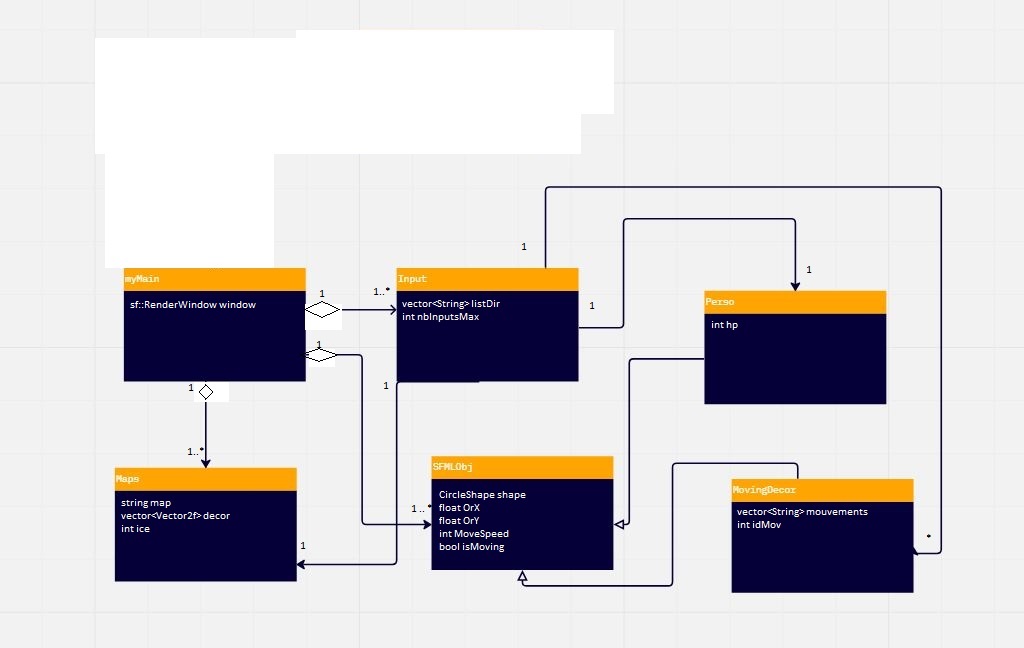 1
myMain
Input
1
1..*
sf::RenderWindow window
vector<String> listDir
int nbInputsMax
1
1
Perso
int hp
1
1
1
1..*
Maps
string map
vector<Vector2f> decor
int ice
1
SFMLObj
CircleShape shape
float OrX
float OrY
int MoveSpeed
bool isMoving
1.. *
MovingDecor
vector<String> mouvements
int idMov
*